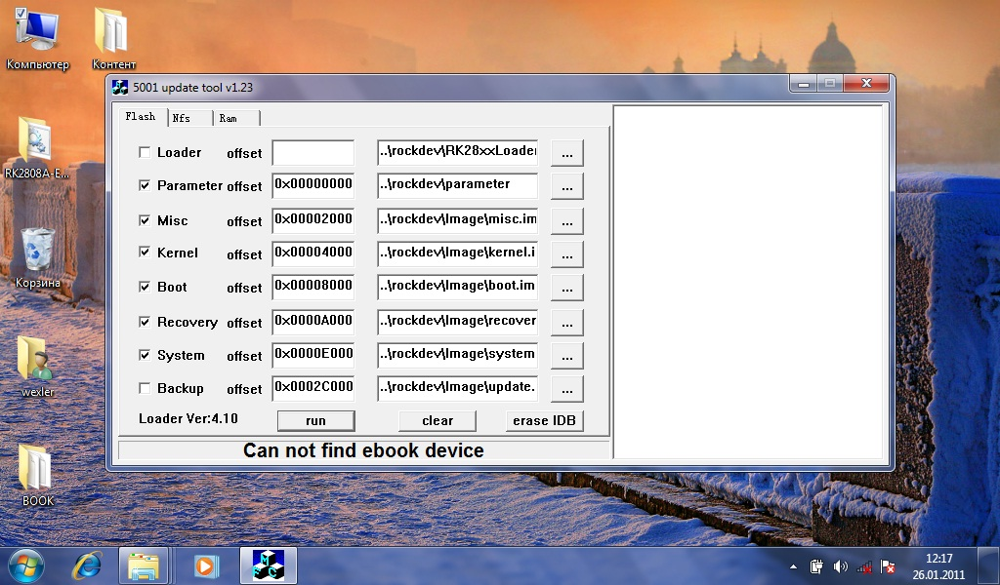 Компьютер
Контент
5001 update tool v1.23
Flash Nfs Ram
Loader offset ..\rockdev\RK28xxLoader ...
Parameter offset 0x00000000 ..\rockdev\parameter ...
Misc offset 0x00002000 ..\rockdev\Image\misc.im ...
Kernel offset 0x00004000 ..\rockdev\Image\kernel.i ...
Boot offset 0x00008000 ..\rockdev\Image\boot.im ...
Recovery offset 0x0000A000 ..\rockdev\Image\recover ...
System offset 0x0000E000 ..\rockdev\Image\system ...
Backup offset 0x0002C000 ..\rockdev\Image\update. ...
Loader Ver:4.10 run clear erase IDB
Can not find ebook device
RK2808A-E...
Корзина
wexler
BOOK
12:17
26.01.2011